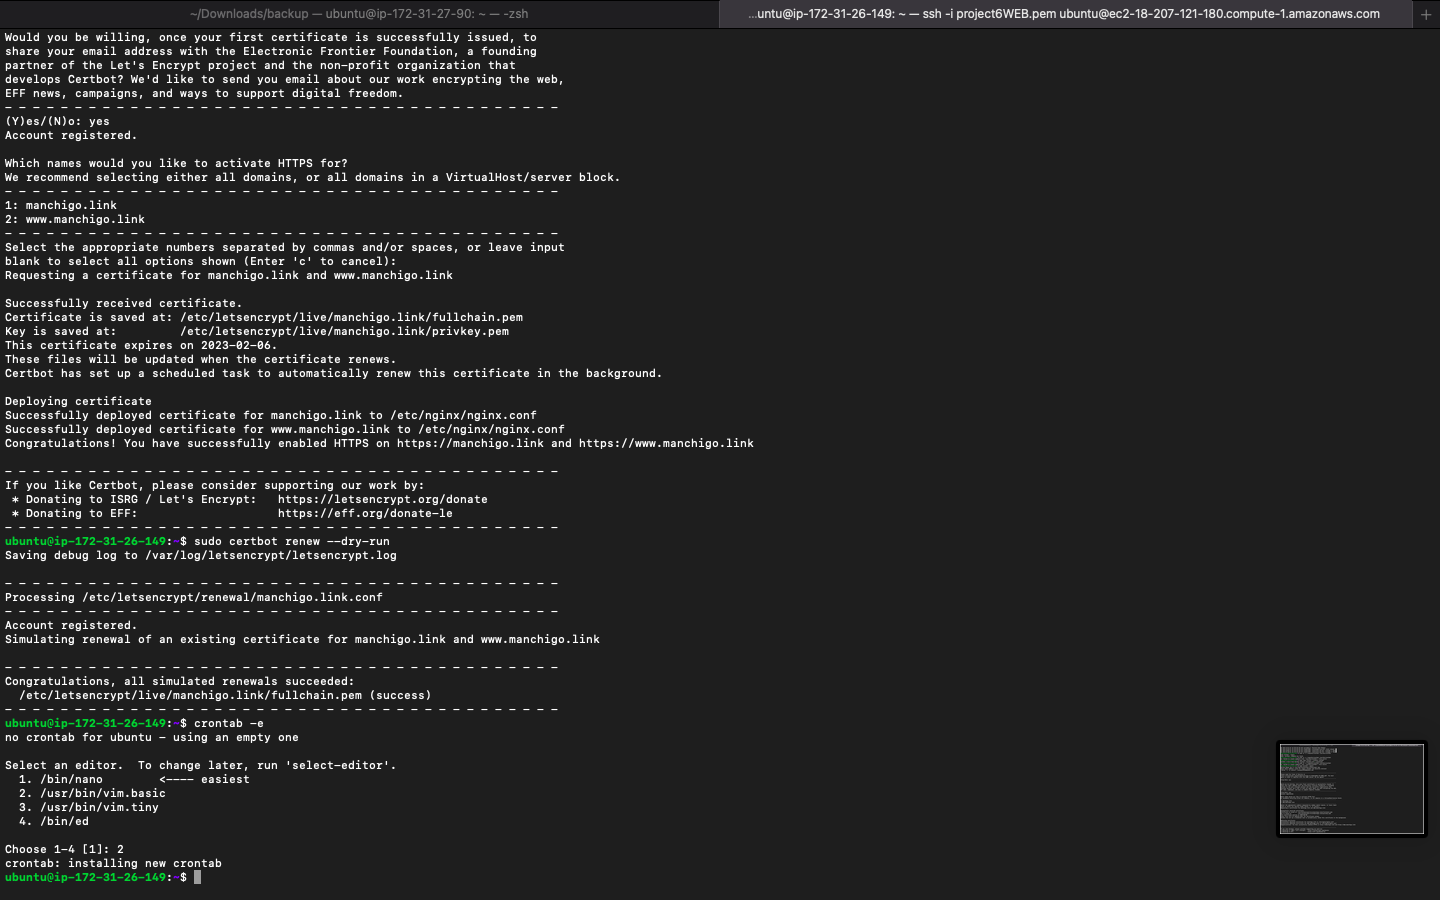 ~/Downloads/backup — ubuntu@ip-172-31-27-90: ~ — -zsh
...untu@ip-172-31-26-149: ~ — ssh -i project6WEB.pem ubuntu@ec2-18-207-121-180.compute-1.amazonaws.com
+
Would you be willing, once your first certificate is successfully issued, to
share your email address with the Electronic Frontier Foundation, a founding
partner of the Let's Encrypt project and the non-profit organization that
develops Certbot? We'd like to send you email about our work encrypting the web,
EFF news, campaigns, and ways to support digital freedom.
- - - - - - - - - - - - - - - - - - - - - - - - - - - - - - - - - - - - - - - -
(Y)es/(N)o: yes
Account registered.
Which names would you like to activate HTTPS for?
We recommend selecting either all domains, or all domains in a VirtualHost/server block.
- - - - - - - - - - - - - - - - - - - - - - - - - - - - - - - - - - - - - - - -
1: manchigo.link
2: www.manchigo.link
- - - - - - - - - - - - - - - - - - - - - - - - - - - - - - - - - - - - - - - -
Select the appropriate numbers separated by commas and/or spaces, or leave input
blank to select all options shown (Enter 'c' to cancel):
Requesting a certificate for manchigo.link and www.manchigo.link
Successfully received certificate.
Certificate is saved at: /etc/letsencrypt/live/manchigo.link/fullchain.pem
Key is saved at:         /etc/letsencrypt/live/manchigo.link/privkey.pem
This certificate expires on 2023-02-06.
These files will be updated when the certificate renews.
Certbot has set up a scheduled task to automatically renew this certificate in the background.
Deploying certificate
Successfully deployed certificate for manchigo.link to /etc/nginx/nginx.conf
Successfully deployed certificate for www.manchigo.link to /etc/nginx/nginx.conf
Congratulations! You have successfully enabled HTTPS on https://manchigo.link and https://www.manchigo.link
- - - - - - - - - - - - - - - - - - - - - - - - - - - - - - - - - - - - - - - -
If you like Certbot, please consider supporting our work by:
 * Donating to ISRG / Let's Encrypt:   https://letsencrypt.org/donate
 * Donating to EFF:                    https://eff.org/donate-le
- - - - - - - - - - - - - - - - - - - - - - - - - - - - - - - - - - - - - - - -
ubuntu@ip-172-31-26-149:~$ sudo certbot renew --dry-run
Saving debug log to /var/log/letsencrypt/letsencrypt.log
- - - - - - - - - - - - - - - - - - - - - - - - - - - - - - - - - - - - - - - -
Processing /etc/letsencrypt/renewal/manchigo.link.conf
- - - - - - - - - - - - - - - - - - - - - - - - - - - - - - - - - - - - - - - -
Account registered.
Simulating renewal of an existing certificate for manchigo.link and www.manchigo.link
- - - - - - - - - - - - - - - - - - - - - - - - - - - - - - - - - - - - - - - -
Congratulations, all simulated renewals succeeded:
  /etc/letsencrypt/live/manchigo.link/fullchain.pem (success)
- - - - - - - - - - - - - - - - - - - - - - - - - - - - - - - - - - - - - - - -
ubuntu@ip-172-31-26-149:~$ crontab -e
no crontab for ubuntu - using an empty one
Select an editor.  To change later, run 'select-editor'.
  1. /bin/nano        <---- easiest
  2. /usr/bin/vim.basic
  3. /usr/bin/vim.tiny
  4. /bin/ed
Choose 1-4 [1]: 2
crontab: installing new crontab
ubuntu@ip-172-31-26-149:~$